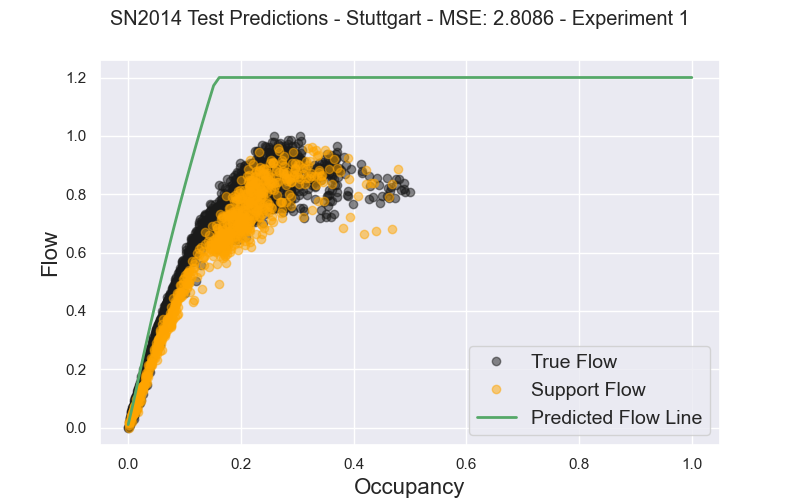 SN2014 Test Predictions - Stuttgart - MSE: 2.8086 - Experiment 1
1.2
1.0
0.8
0.6
0.4
0.2
0.0
Flow
True Flow
Support Flow
Predicted Flow Line
0.0 0.2 0.4 0.6 0.8 1.0
Occupancy